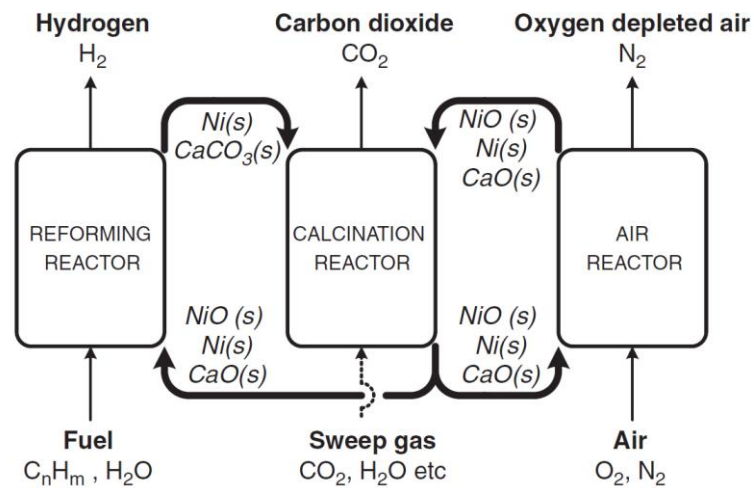 Hydrogen
H₂
Carbon dioxide
CO₂
Oxygen depleted air
N₂
Ni(s)
CaCO₃(s)
NiO (s)
Ni(s)
CaO(s)
REFORMING
REACTOR
CALCINATION
REACTOR
AIR
REACTOR
NiO (s)
Ni(s)
CaO(s)
NiO (s)
Ni(s)
CaO(s)
Fuel
CₙHₘ , H₂O
Sweep gas
CO₂, H₂O etc
Air
O₂, N₂